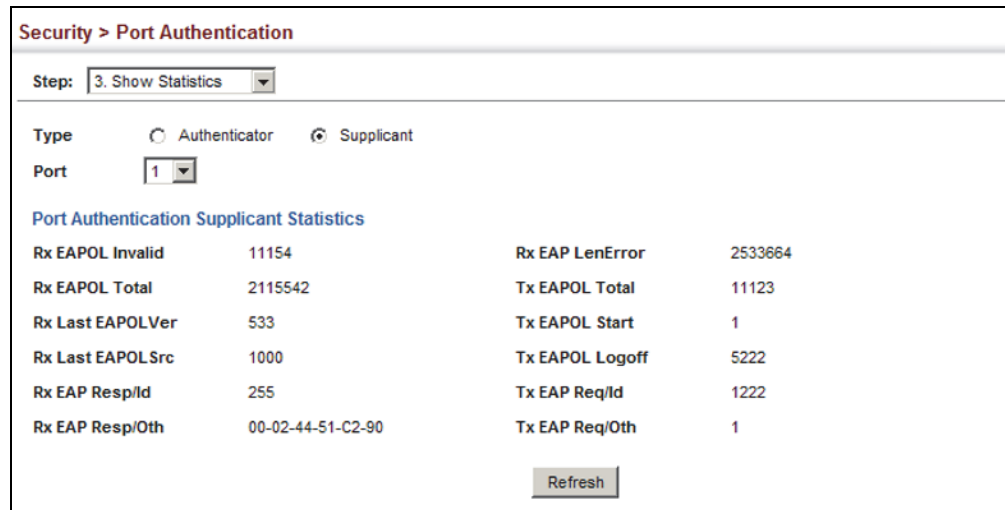 Security > Port Authentication
Step: 3. Show Statistics
Type Authenticator Supplicant
Port 1
Port Authentication Supplicant Statistics
Rx EAPOL Invalid 11154 Rx EAP LenError 2533664
Rx EAPOL Total 2115542 Tx EAPOL Total 11123
Rx Last EAPOLVer 533 Tx EAPOL Start 1
Rx Last EAPOLSrc 1000 Tx EAPOL Logoff 5222
Rx EAP Resp/Id 255 Tx EAP Req/Id 1222
Rx EAP Resp/Oth 00-02-44-51-C2-90 Tx EAP Req/Oth 1
Refresh